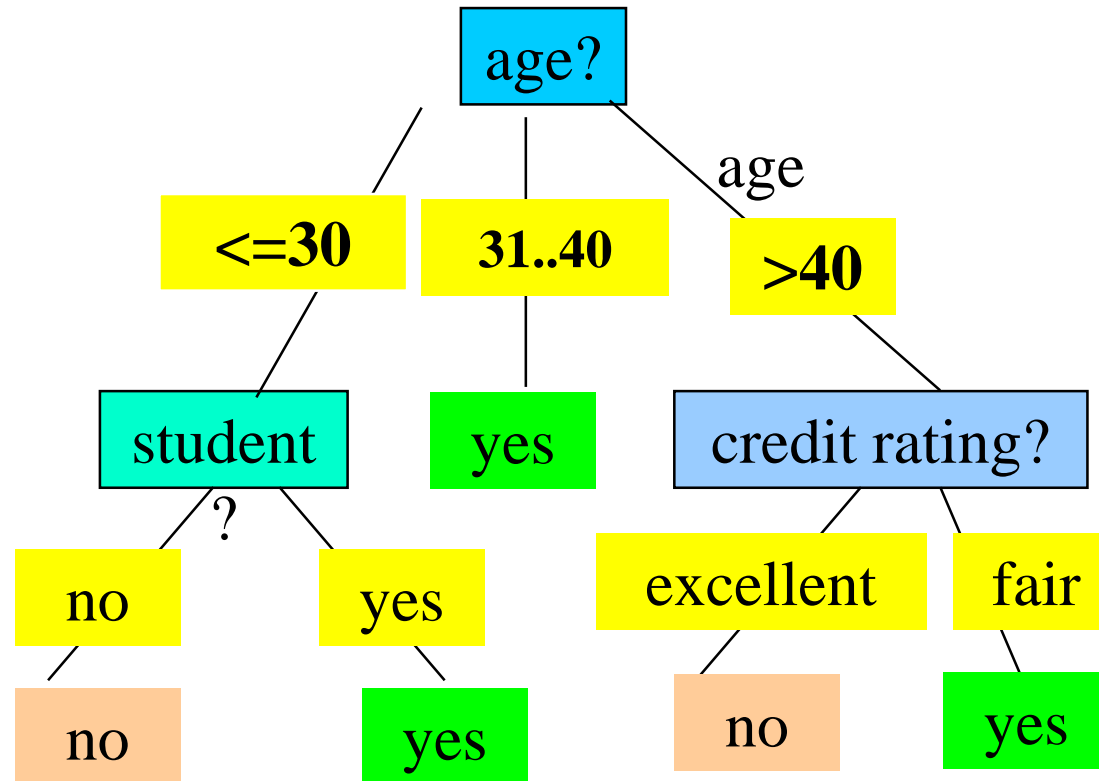 age?
age
<=30
31..40
>40
student
?
yes
credit rating?
no
yes
excellent
fair
no
yes
no
yes